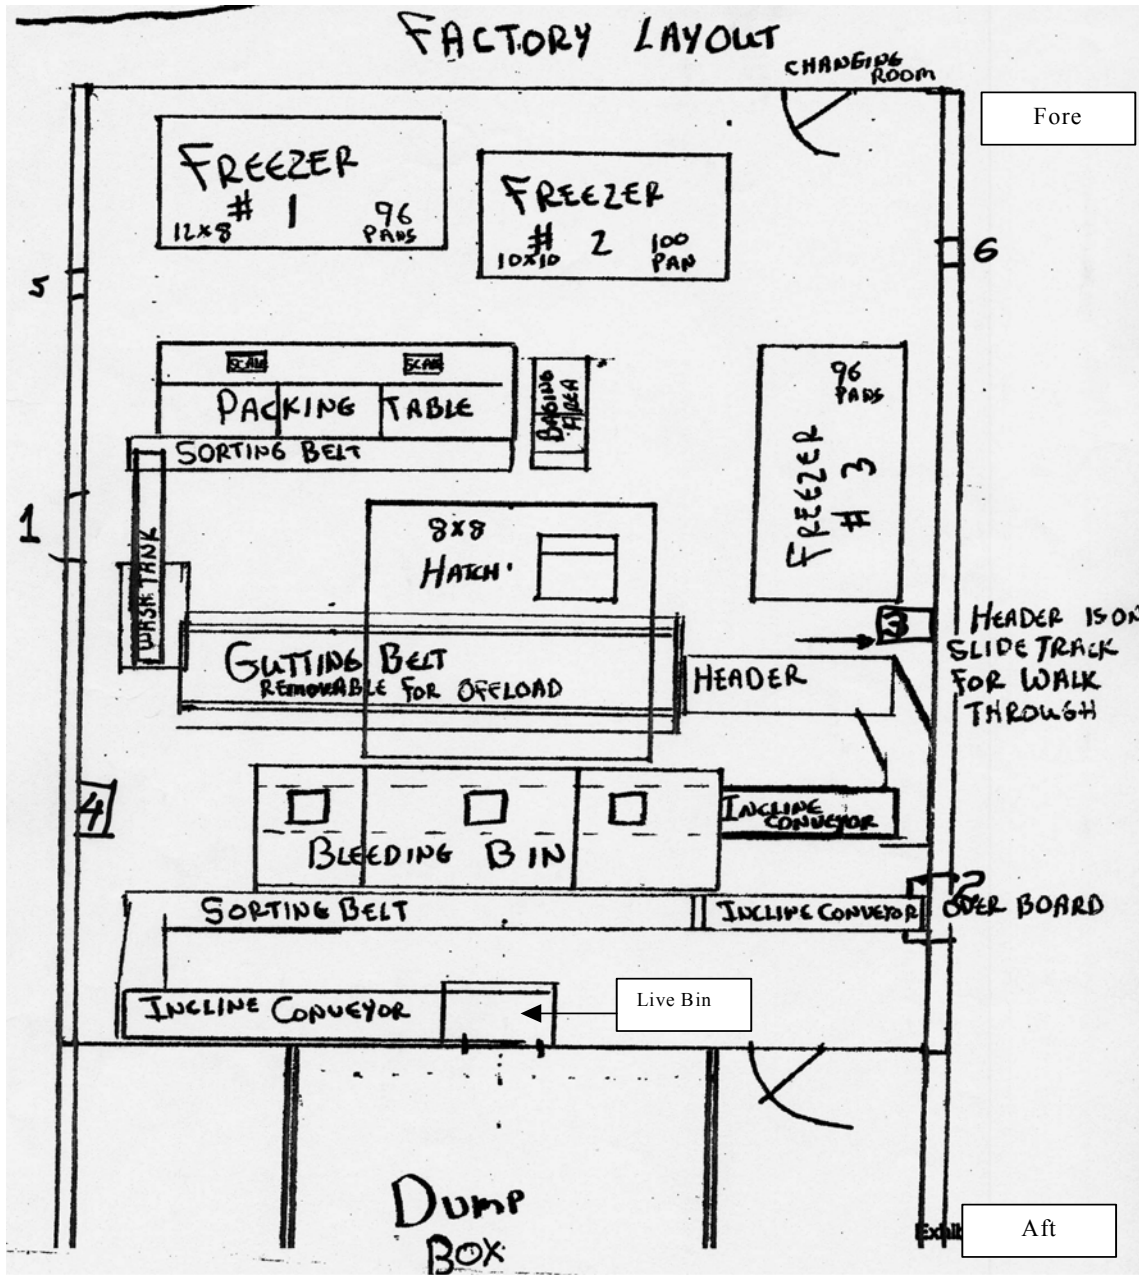 FACTORY LAYOUT
CHANGING
ROOM
Fore
FREEZER
# 1
12x8
96
PANS
FREEZER
# 2
10x10
100
PAN
5
6
SCALE
SCALE
PACKING TABLE
SORTING BELT
BAGING
AREA
96
PANS
FREEZER
# 3
1
WASH TANK
8x8
HATCH
3
HEADER IS ON
SLIDE TRACK
FOR WALK
THROUGH
GUTTING BELT
REMOVABLE FOR OFFLOAD
HEADER
4
INCLINE
CONVEYOR
BLEEDING BIN
2
SORTING BELT
INCLINE CONVEYOR
OVER BOARD
INCLINE CONVEYOR
Live Bin
DUMP
BOX
Aft